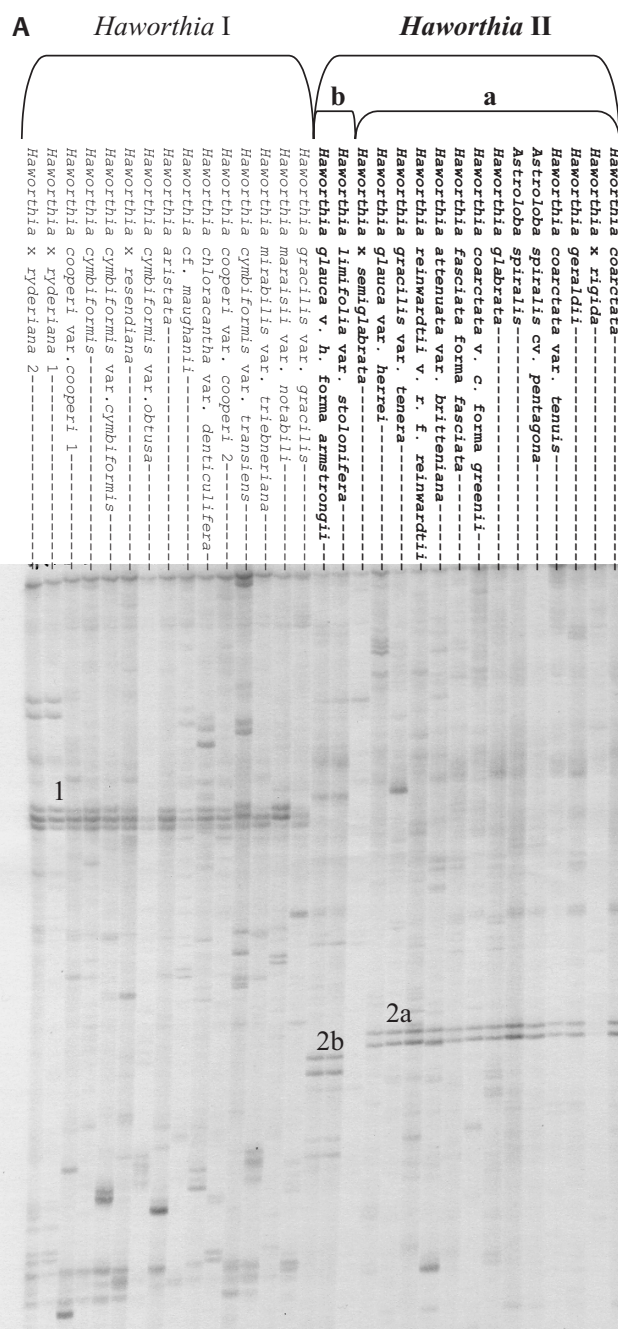 A
Haworthia I
Haworthia II
b
a
Haworthia x ryderiana 2
Haworthia x ryderiana 1
Haworthia cooperi var.cooperi 1
Haworthia cymbiformis
Haworthia cymbiformis var.cymbiformis
Haworthia x resendiana
Haworthia cymbiformis var.obtusa
Haworthia aristata
Haworthia cf. maughanii
Haworthia chloracantha var. denticulifera
Haworthia cooperi var. cooperi 2
Haworthia cymbiformis var. transiens
Haworthia mirabilis var. triebneriana
Haworthia maraisii var. notabili
Haworthia gracilis var. gracilis
Haworthia glauca v. h. forma armstrongii
Haworthia limifolia var. stolonifera
Haworthia x semiglabrata
Haworthia glauca var. herrei
Haworthia gracilis var. tenera
Haworthia reinwardtii v. r. f. reinwardtii
Haworthia attenuata var. britteniana
Haworthia fasciata forma fasciata
Haworthia coarctata v. c. forma greenii
Haworthia glabrata
Astroloba spiralis
Astroloba spiralis cv. pentagona
Haworthia coarctata var. tenuis
Haworthia geraldii
Haworthia x rigida
Haworthia coarctata
1
2a
2b